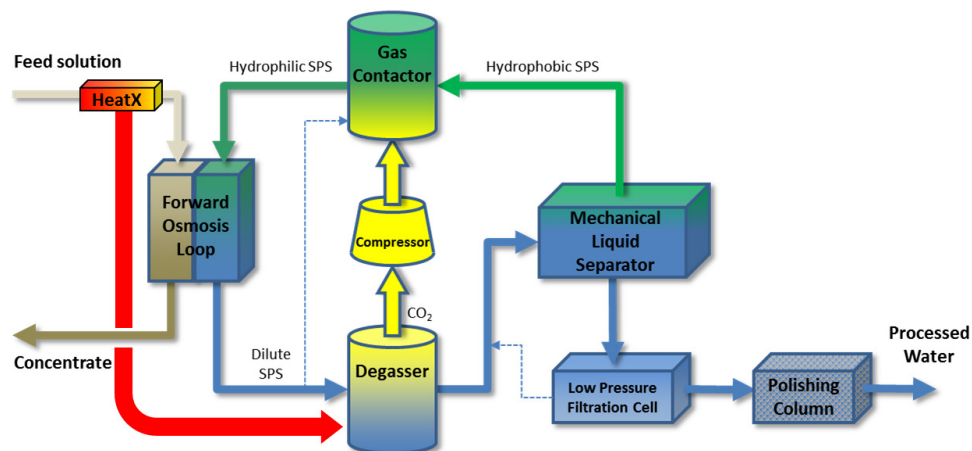 Feed solution
HeatX
Hydrophilic SPS
Gas
Contactor
Hydrophobic SPS
Forward
Osmosis
Loop
Compressor
Mechanical
Liquid
Separator
CO₂
Concentrate
Dilute
SPS
Degasser
Low Pressure
Filtration Cell
Polishing
Column
Processed
Water